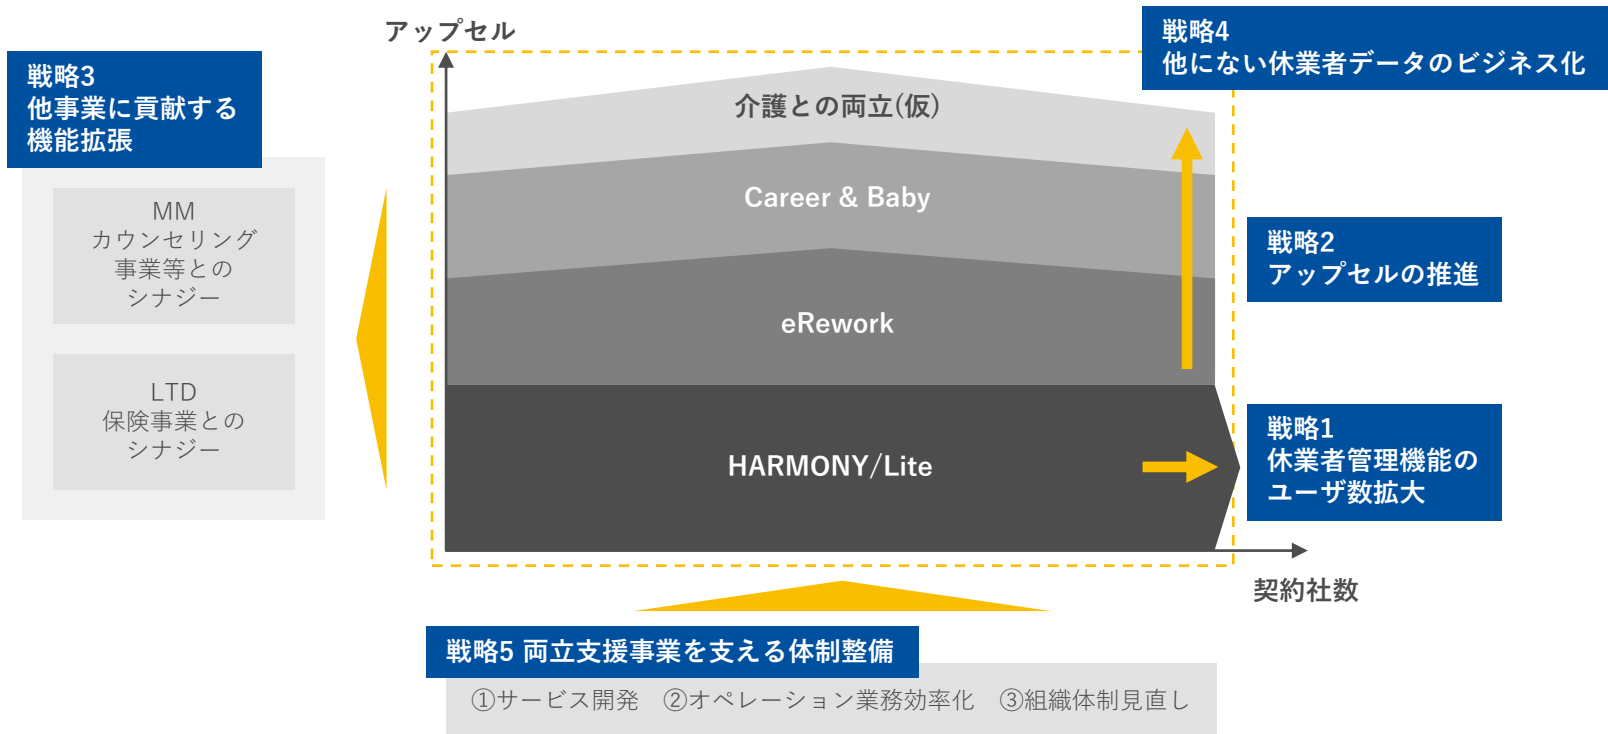 アップセル
戦略4
他にない休業者データのビジネス化
戦略3
他事業に貢献する
機能拡張
MM
カウンセリング
事業等との
シナジー
LTD
保険事業との
シナジー
介護との両立(仮)
Career & Baby
eRework
HARMONY/Lite
戦略2
アップセルの推進
戦略1
休業者管理機能の
ユーザ数拡大
契約社数
戦略5 両立支援事業を支える体制整備
①サービス開発　②オペレーション業務効率化　③組織体制見直し